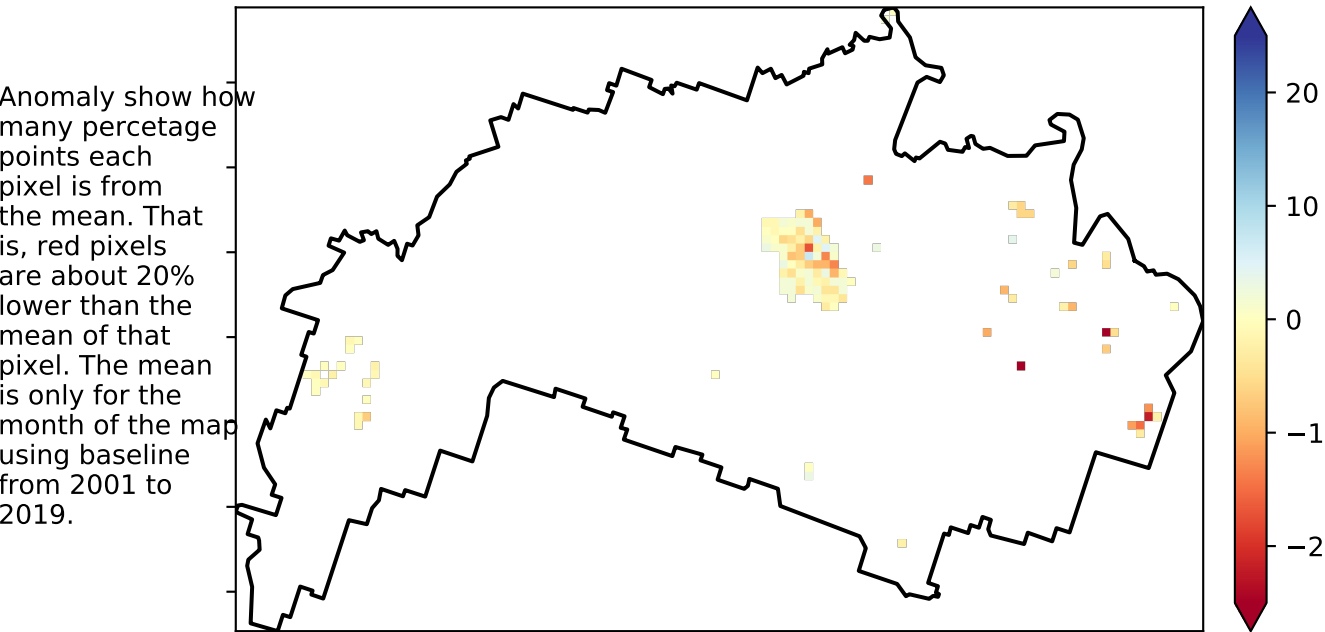 Anomaly show how
many percetage
points each
pixel is from
the mean. That
is, red pixels
are about 20%
lower than the
mean of that
pixel. The mean
is only for the
month of the map
using baseline
from 2001 to
2019.
20
10
0
−1
−2